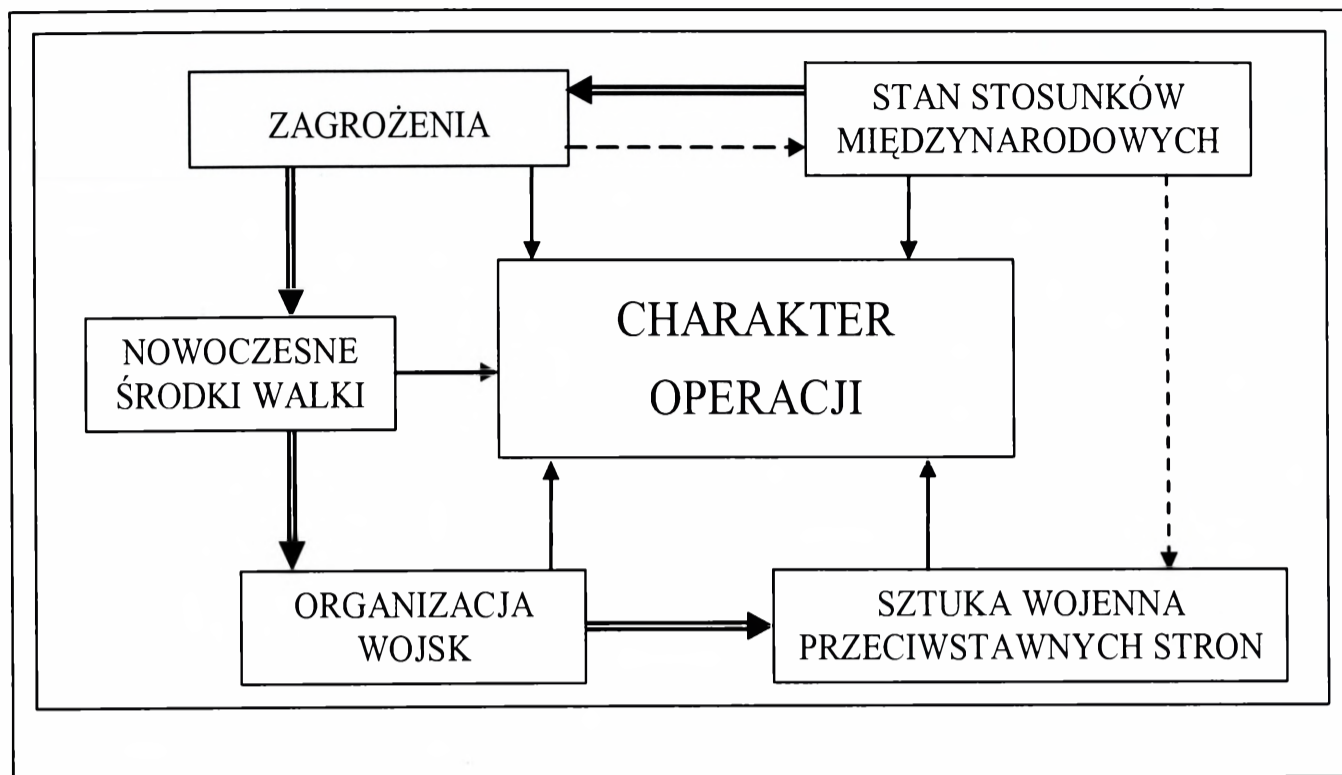 ZAGROŻENIA
STAN STOSUNKÓW
MIĘDZYNARODOWYCH
CHARAKTER
OPERACJI
NOWOCZESNE
ŚRODKI WALKI
ORGANIZACJA
WOJSK
SZTUKA WOJENNA
PRZECIWSTAWNYCH STRON